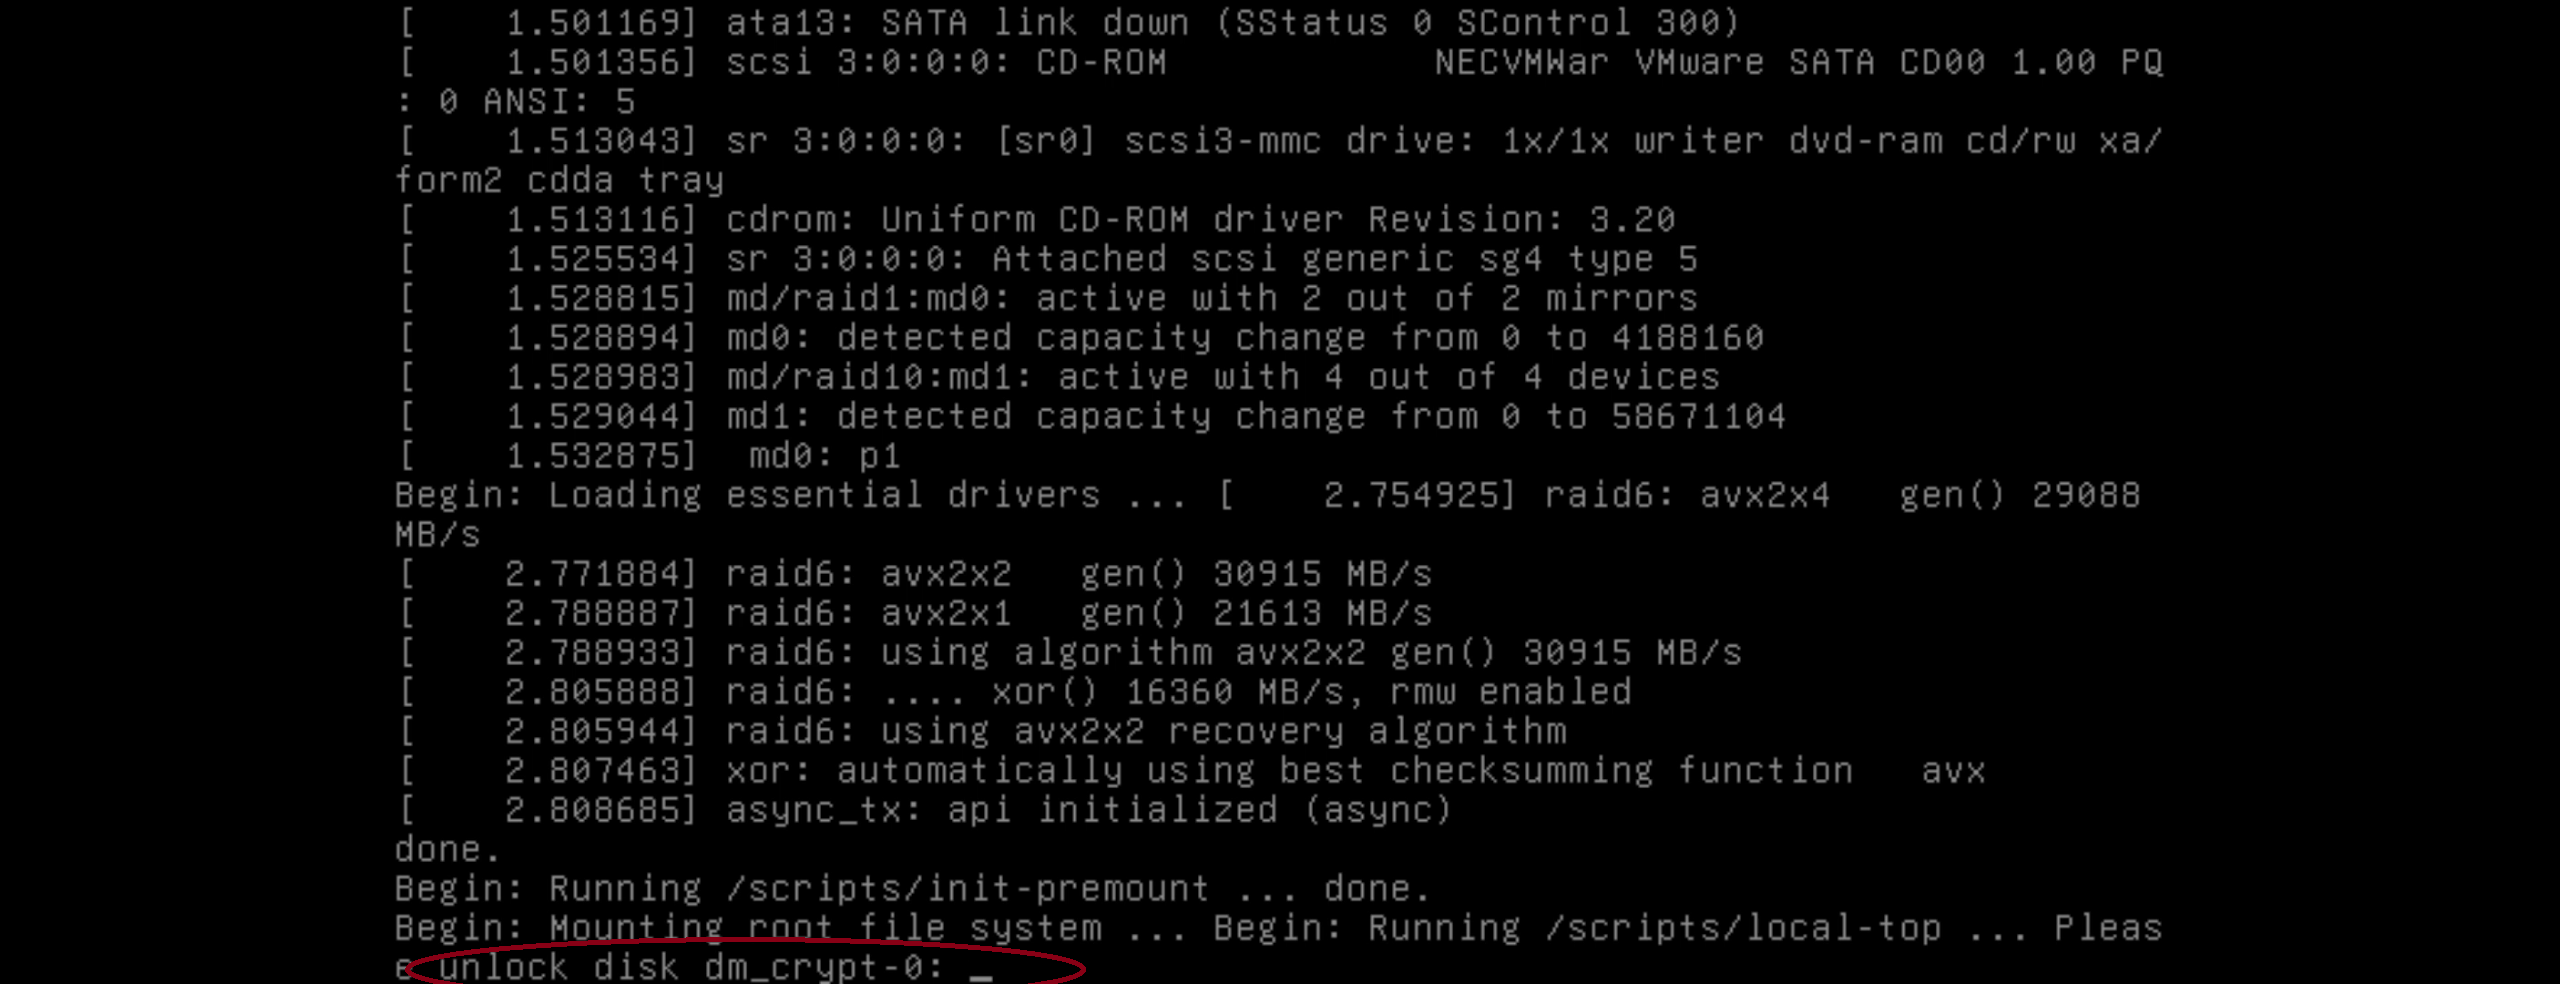 [    1.501169] ata13: SATA link down (SStatus 0 SControl 300)
[    1.501356] scsi 3:0:0:0: CD-ROM            NECVMWar VMware SATA CD00 1.00 PQ
: 0 ANSI: 5
[    1.513043] sr 3:0:0:0: [sr0] scsi3-mmc drive: 1x/1x writer dvd-ram cd/rw xa/
form2 cdda tray
[    1.513116] cdrom: Uniform CD-ROM driver Revision: 3.20
[    1.525534] sr 3:0:0:0: Attached scsi generic sg4 type 5
[    1.528815] md/raid1:md0: active with 2 out of 2 mirrors
[    1.528894] md0: detected capacity change from 0 to 4188160
[    1.528983] md/raid10:md1: active with 4 out of 4 devices
[    1.529044] md1: detected capacity change from 0 to 58671104
[    1.532875]  md0: p1
Begin: Loading essential drivers ... [    2.754925] raid6: avx2x4   gen() 29088
MB/s
[    2.771884] raid6: avx2x2   gen() 30915 MB/s
[    2.788887] raid6: avx2x1   gen() 21613 MB/s
[    2.788933] raid6: using algorithm avx2x2 gen() 30915 MB/s
[    2.805888] raid6: .... xor() 16360 MB/s, rmw enabled
[    2.805944] raid6: using avx2x2 recovery algorithm
[    2.807463] xor: automatically using best checksumming function   avx
[    2.808685] async_tx: api initialized (async)
done.
Begin: Running /scripts/init-premount ... done.
Begin: Mounting root file system ... Begin: Running /scripts/local-top ... Pleas
e unlock disk dm_crypt-0: _